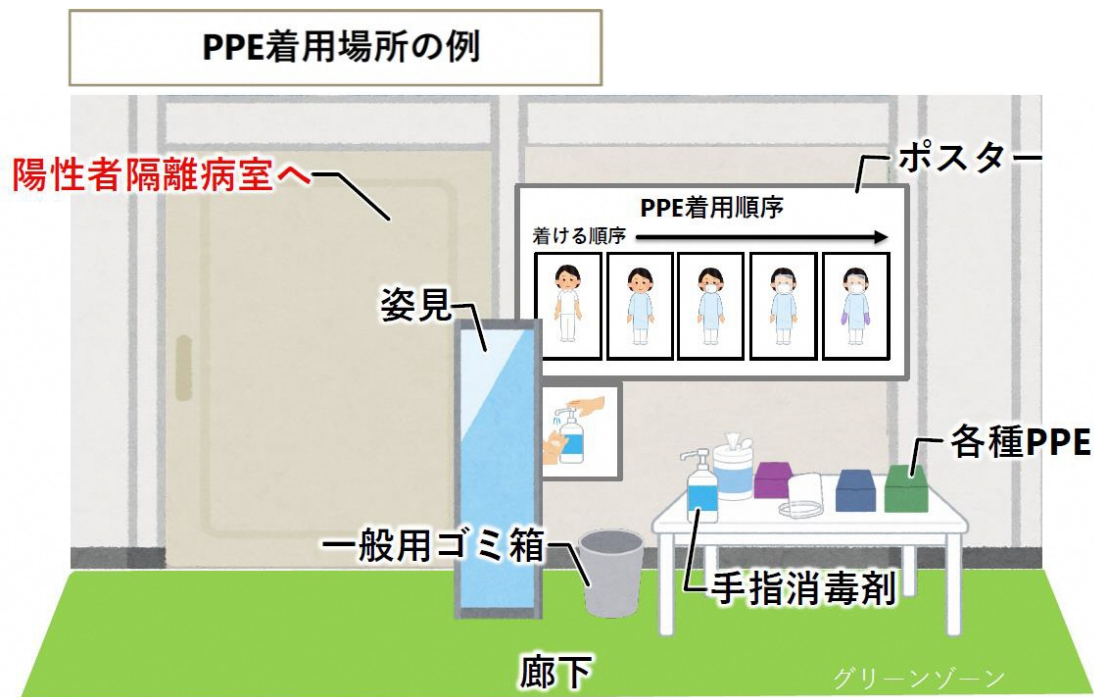 PPE着用場所の例
陽性者隔離病室へ
ポスター
PPE着用順序
着ける順序
姿見
各種PPE
一般用ゴミ箱
手指消毒剤
廊下
グリーンゾーン